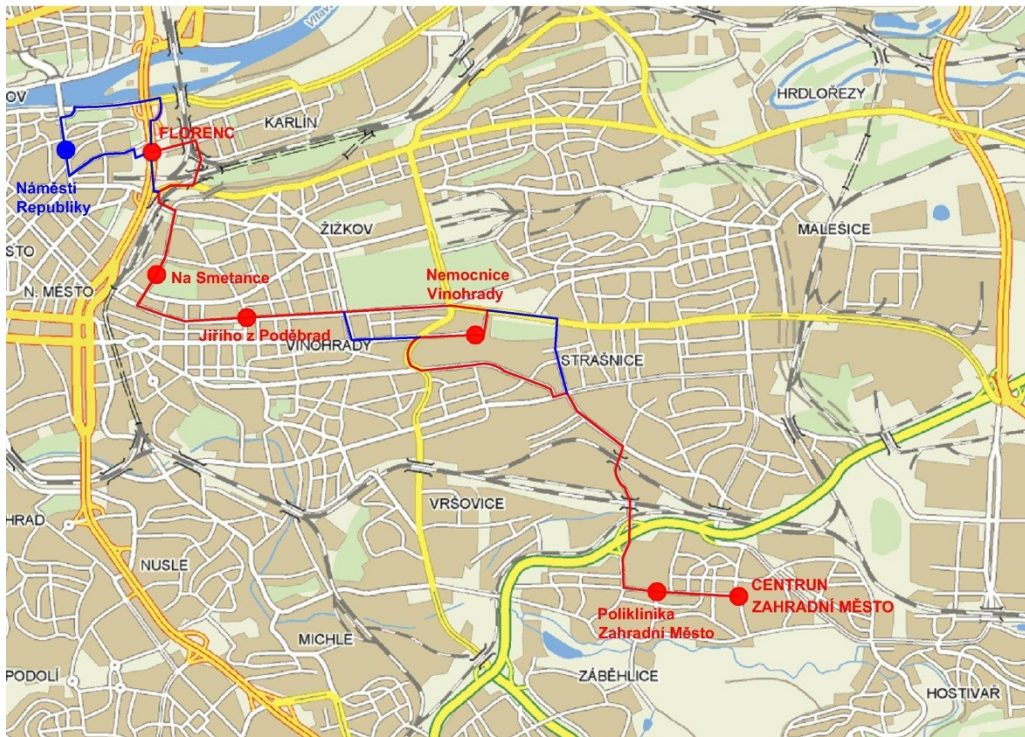 Vltava
OV
KARLÍN
HRDLOŘEZY
FLORENC
Náměstí
Republiky
ŽIŽKOV
MALEŠICE
STO
Na Smetance
Nemocnice
Vinohrady
N. MĚSTO
Jiřího z Poděbrad
VINOHRADY
STRAŠNICE
VRŠOVICE
HRAD
NUSLE
CENTRUN
ZAHRADNÍ MĚSTO
Poliklinika
Zahradní Město
MICHLE
PODOLÍ
ZÁBĚHLICE
HOSTIVAŘ